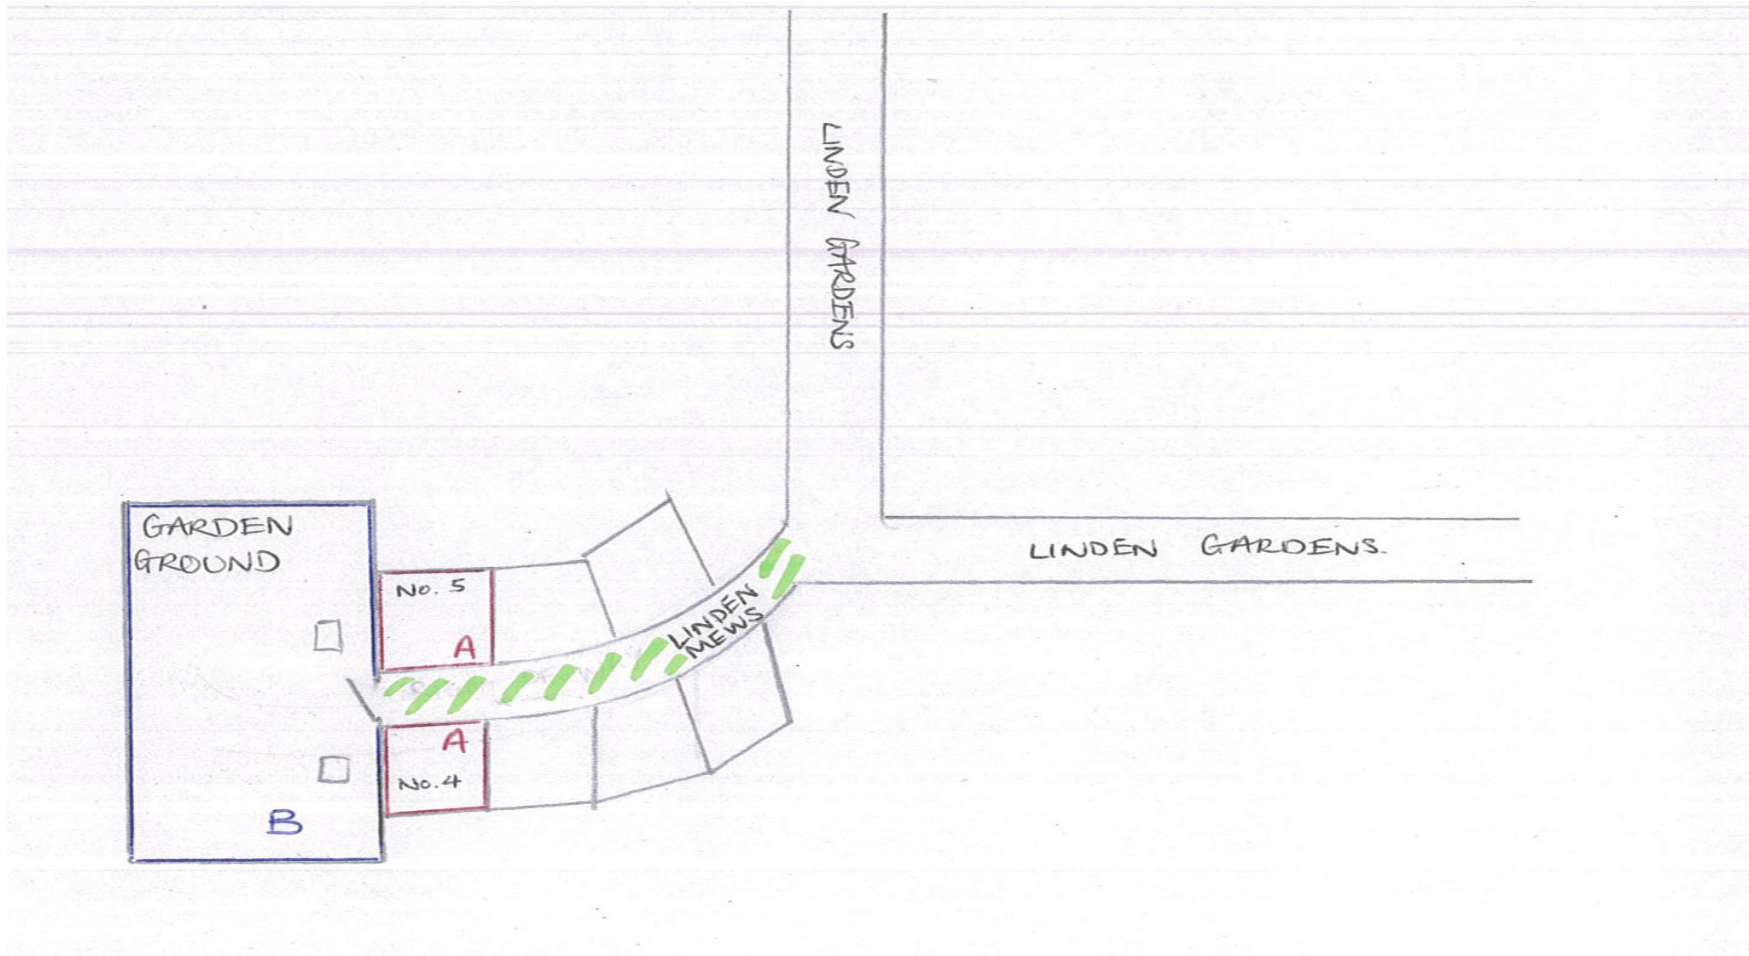 LINDEN GARDENS
LINDEN GARDENS.
GARDEN
GROUND
No. 5
A
LINDEN
MEWS
A
No. 4
B